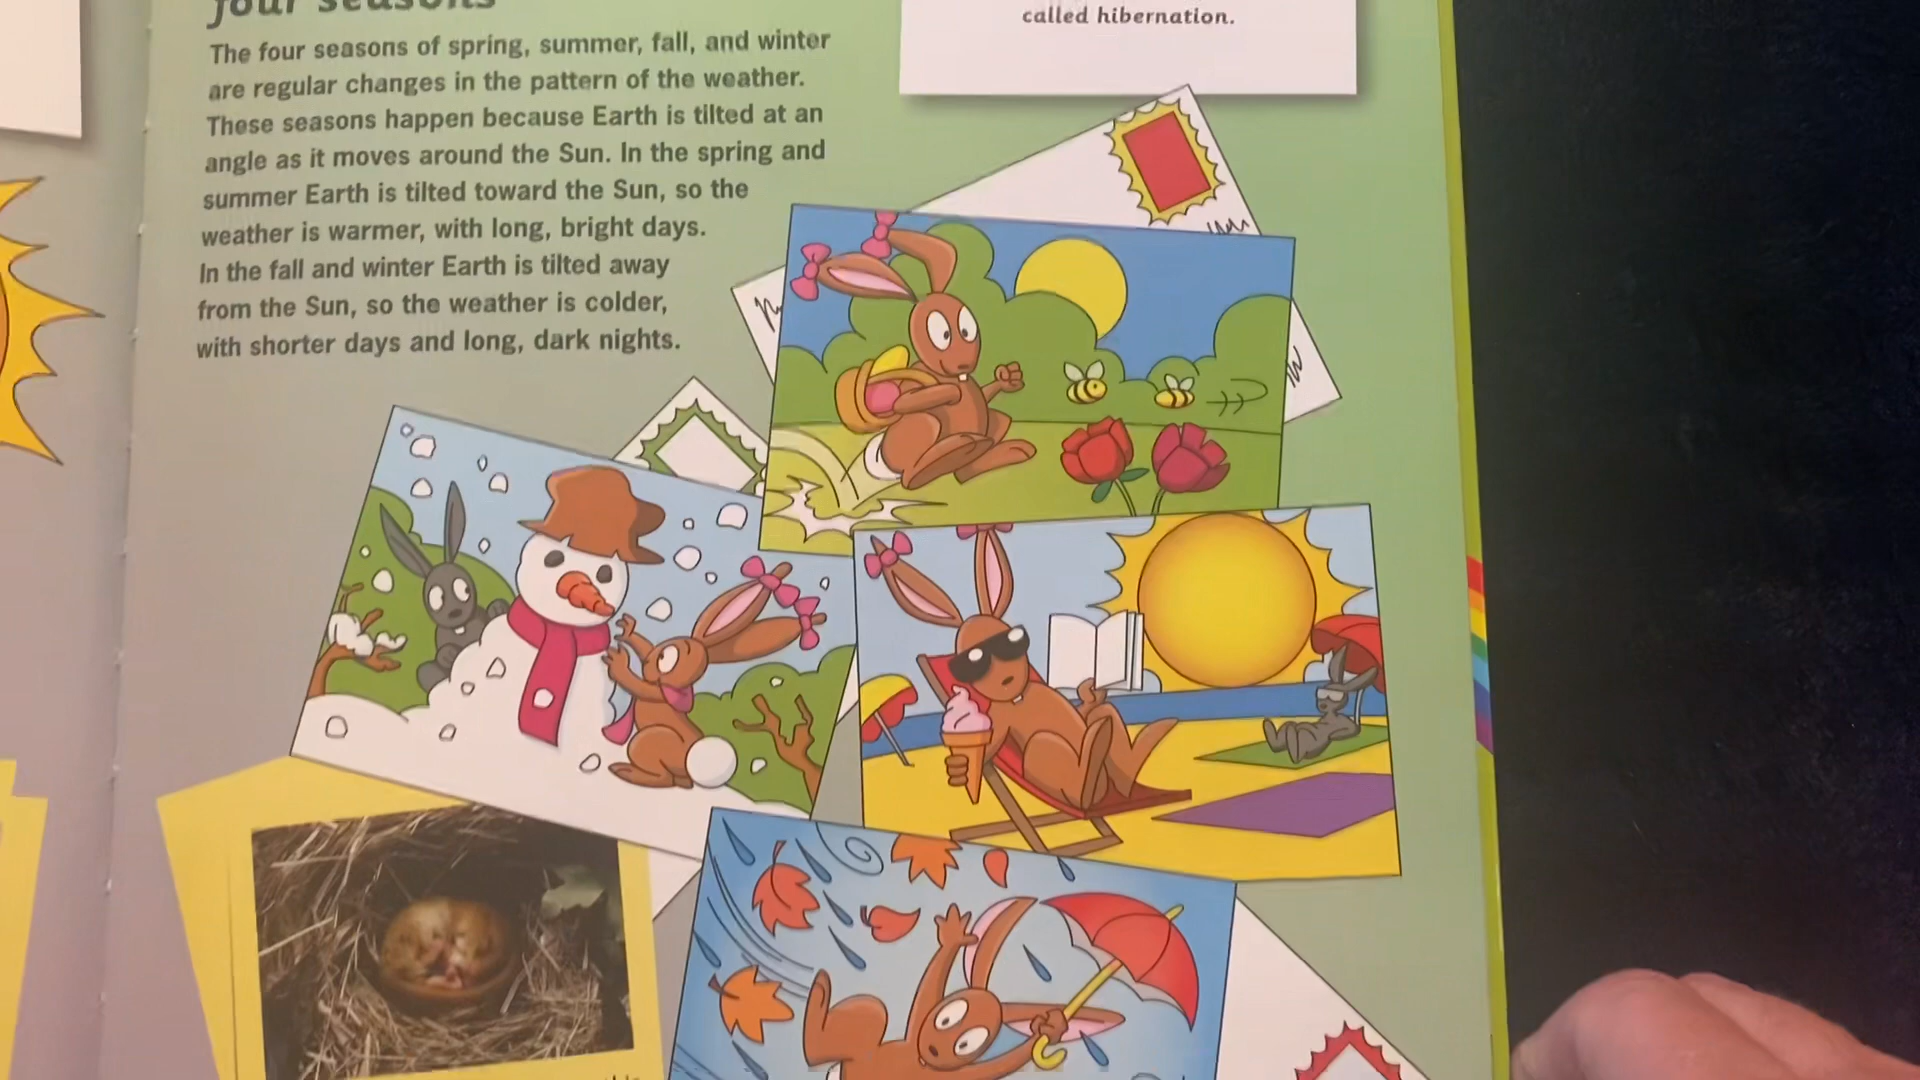 four seasons
The four seasons of spring, summer, fall, and winter
are regular changes in the pattern of the weather.
These seasons happen because Earth is tilted at an
angle as it moves around the Sun. In the spring and
summer Earth is tilted toward the Sun, so the
weather is warmer, with long, bright days.
In the fall and winter Earth is tilted away
from the Sun, so the weather is colder,
with shorter days and long, dark nights.
called hibernation.